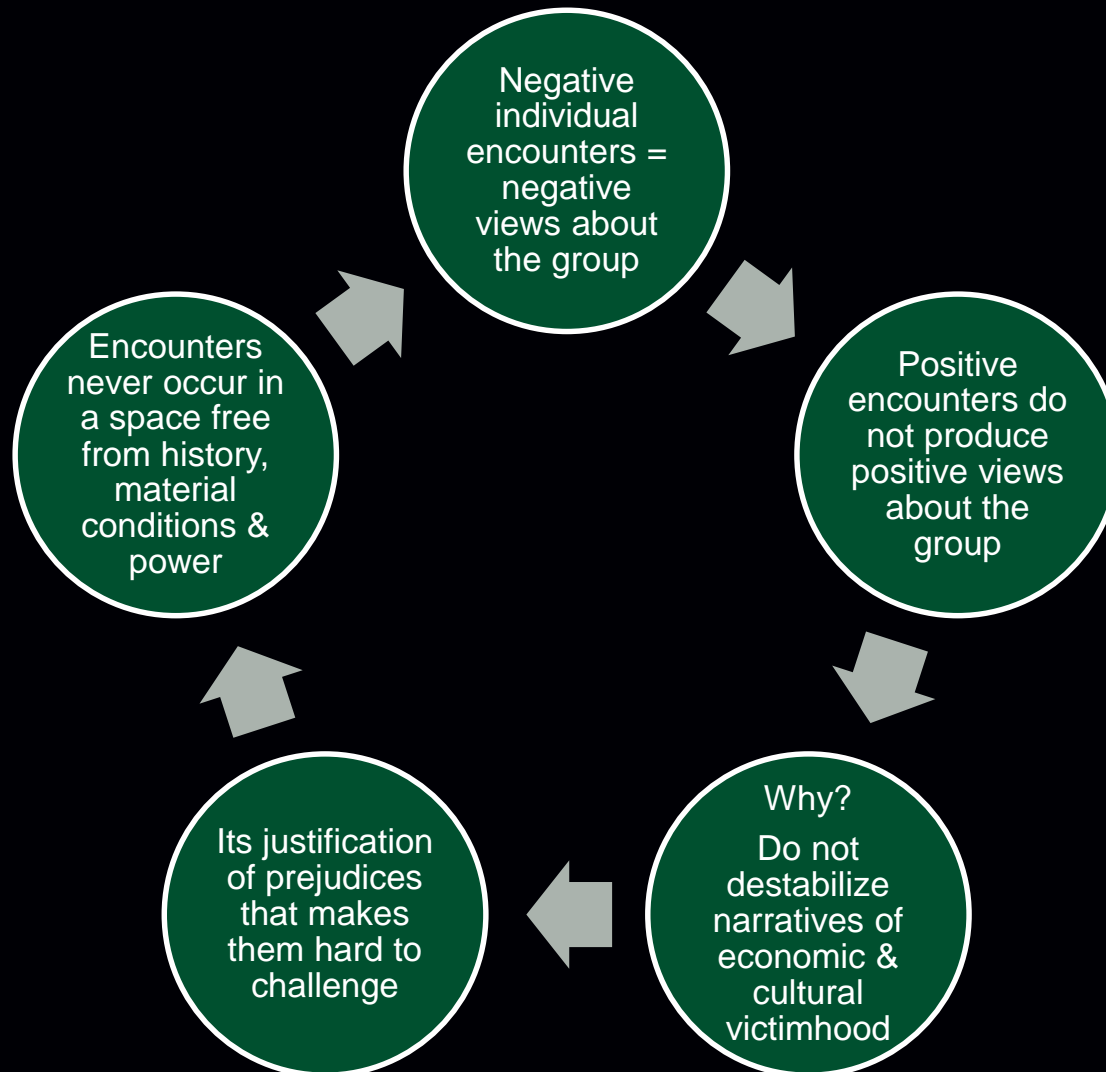 Negative
individual
encounters =
negative
views about
the group
Positive
encounters do
not produce
positive views
about the
group
Why?
Do not
destabilize
narratives of
economic &
cultural
victimhood
Its justification
of prejudices
that makes
them hard to
challenge
Encounters
never occur in
a space free
from history,
material
conditions &
power